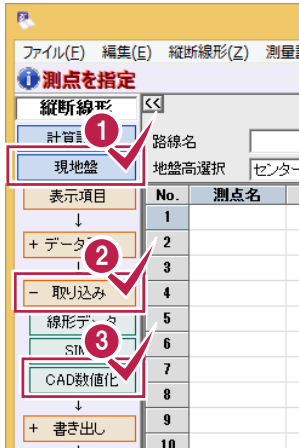 ファイル(F) 編集(E) 縦断線形(Z) 測量
測点を指定
縦断線形
<<
1
路線名
現地盤
地盤高選択 センター
表示項目
No. 測点名
↓
1
+ データ
2
2
3
- 取り込み
4
線形データ
5
SIM
3
6
CAD数値化
7
↓
8
+ 書き出し
9
10